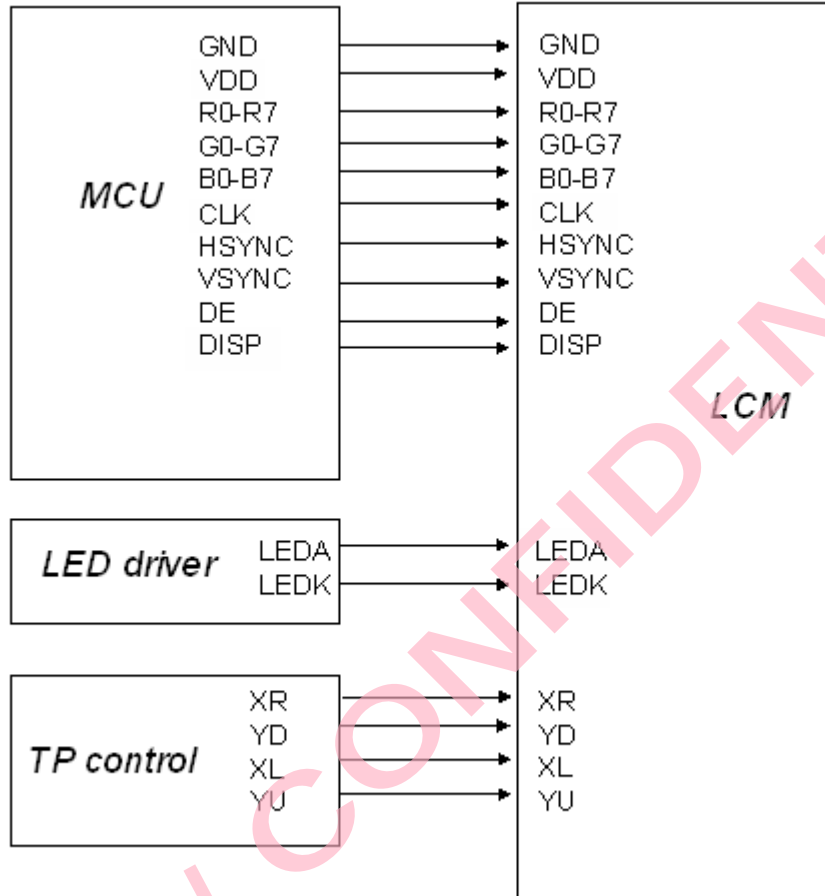 GND GND
VDD VDD
R0-R7 R0-R7
G0-G7 G0-G7
B0-B7 B0-B7
MCU
CLK CLK
HSYNC HSYNC
VSYNC VSYNC
DE DE
DISP DISP
LCM
LED driver
LEDA LEDA
LEDK LEDK
TP control
XR XR
YD YD
XL XL
YU YU
CONFIDENT